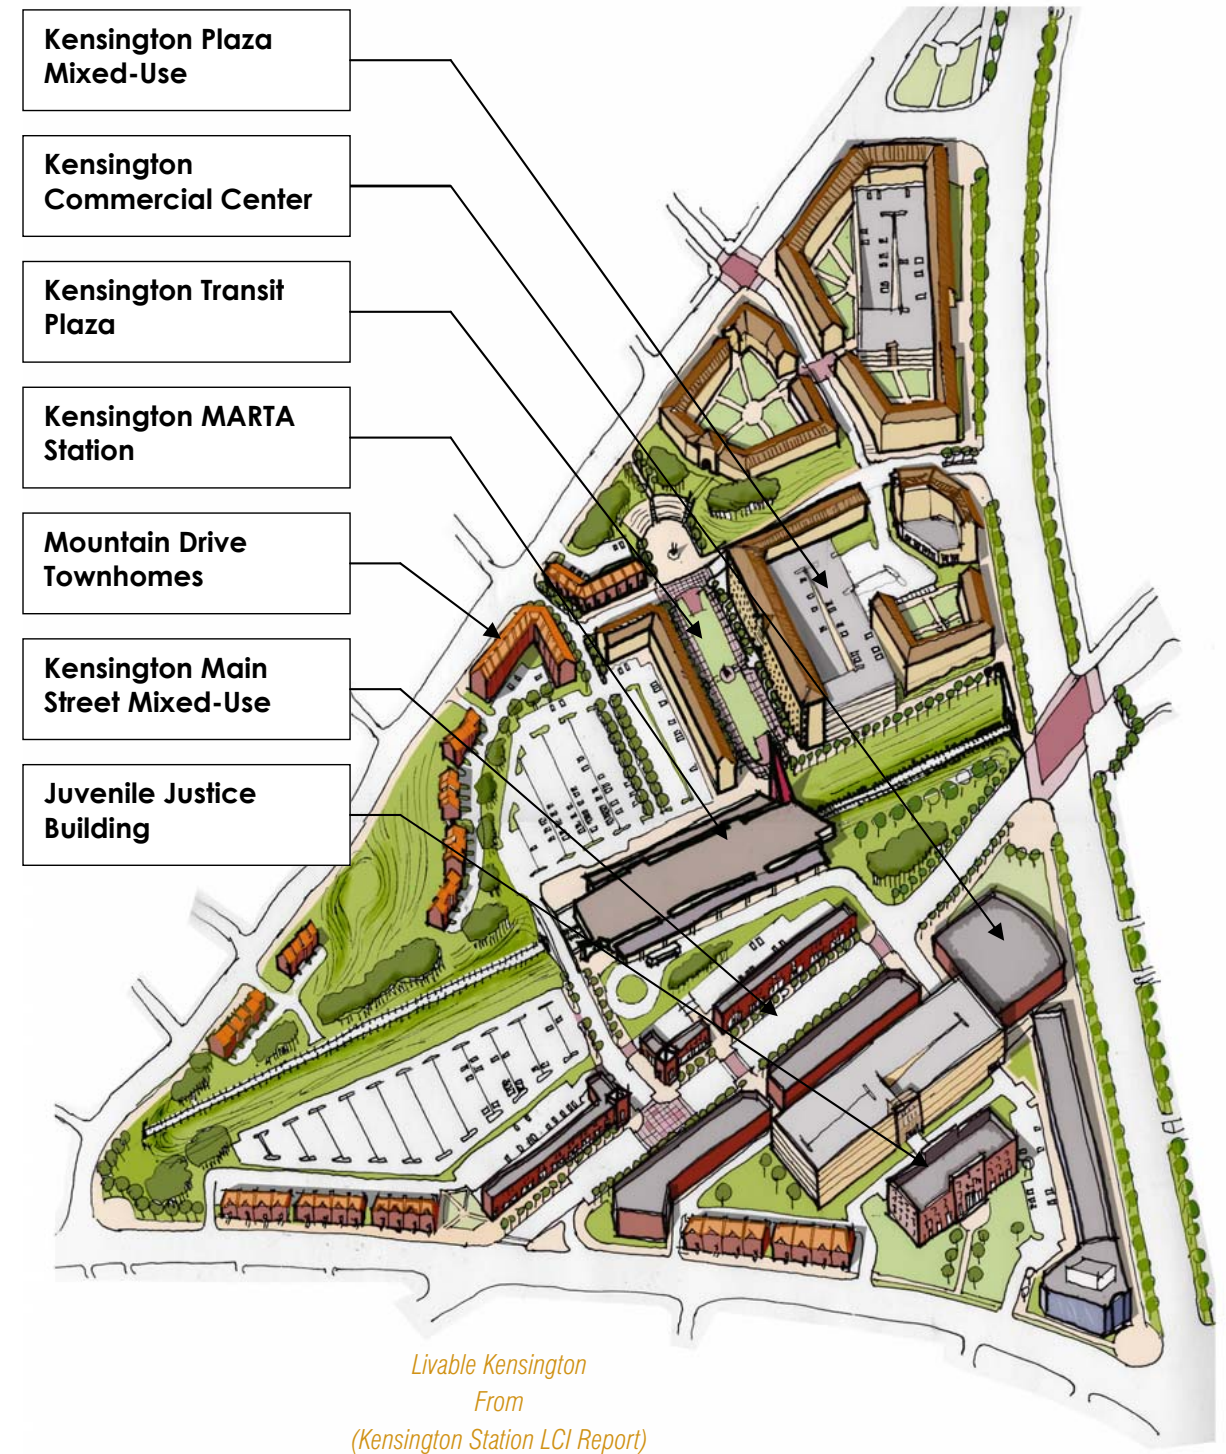 Kensington Plaza
Mixed-Use
Kensington
Commercial Center
Kensington Transit
Plaza
Kensington MARTA
Station
Mountain Drive
Townhomes
Kensington Main
Street Mixed-Use
Juvenile Justice
Building
Livable Kensington
From
(Kensington Station LCI Report)